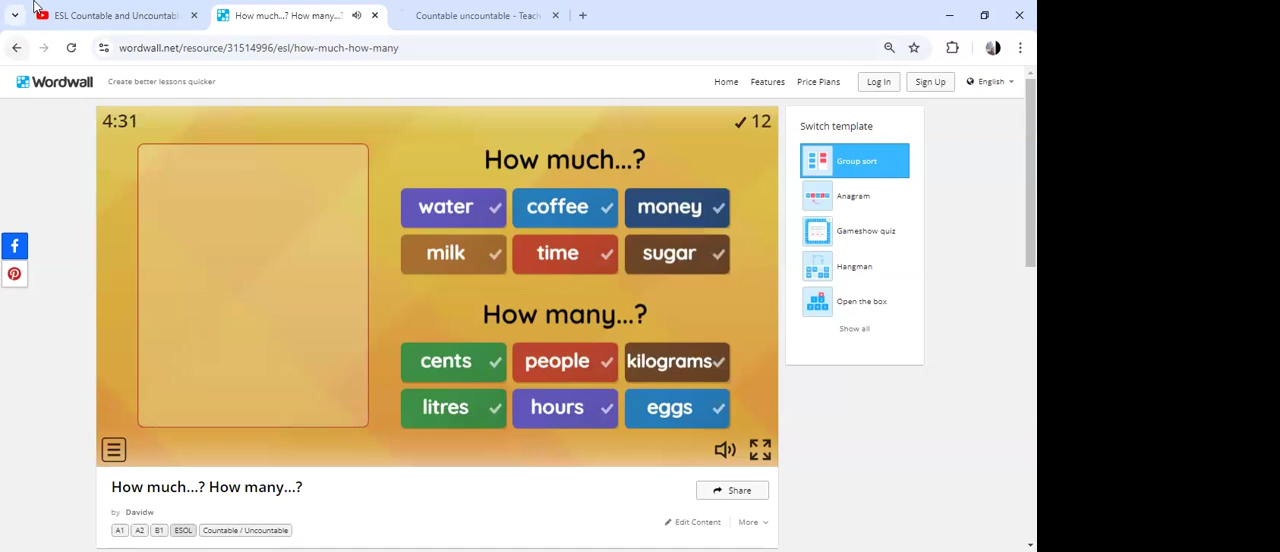 ESL Countable and Uncountabl
How much...? How many...?
Countable uncountable - Teach
wordwall.net/resource/31514996/esl/how-much-how-many
Wordwall
Create better lessons quicker
Home
Features
Price Plans
Log In
Sign Up
English
4:31
12
How much...?
water
coffee
money
milk
time
sugar
How many...?
cents
people
kilograms
litres
hours
eggs
Switch template
Group sort
Anagram
Gameshow quiz
Hangman
Open the box
Show all
How much...? How many...?
Share
by Davidw
Edit Content
More
A1
A2
B1
ESOL
Countable / Uncountable